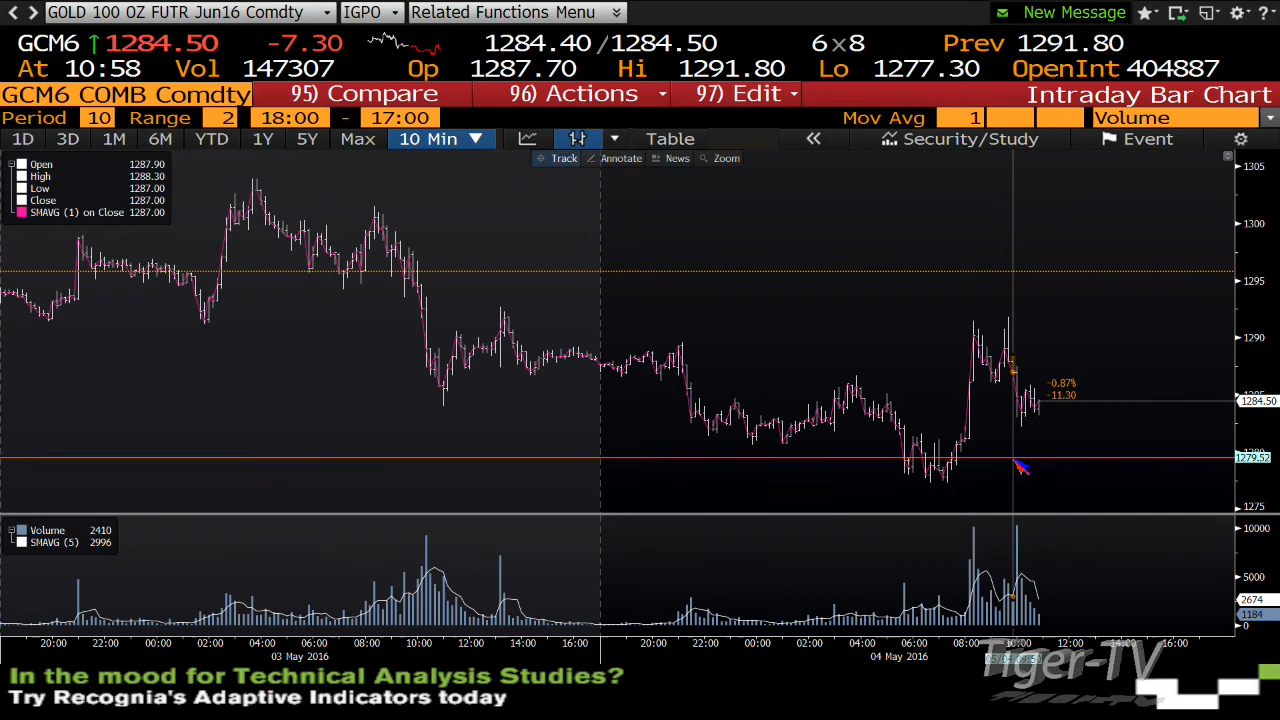 GOLD 100 OZ FUTR Jun16 Comdty IGPO Related Functions Menu New Message
GCM6 1284.50 -7.30 1284.40/1284.50 6x8 Prev 1291.80
At 10:58 Vol 147307 Op 1287.70 Hi 1291.80 Lo 1277.30 OpenInt 404887
GCM6 COMB Comdty 95) Compare 96) Actions 97) Edit Intraday Bar Chart
Period 10 Range 2 18:00 - 17:00 Mov Avg 1 Volume
1D 3D 1M 6M YTD 1Y 5Y Max 10 Min Table Security/Study Event
Track Annotate News Zoom
Open 1287.90
High 1288.30
Low 1287.00
Close 1287.00
SMAVG (1) on Close 1287.00
1305
1300
1295
1290
-0.87%
-11.30
1284.50
1279.52
1275
Volume 2410
SMAVG (5) 2996
10000
5000
2674
1184
0
20:00 22:00 00:00 02:00 04:00 06:00 08:00 10:00 12:00 14:00 16:00 20:00 22:00 00:00 02:00 04:00 06:00 08:00 10:00 12:00 14:00 16:00
03 May 2016 04 May 2016
Tiger-TV
In the mood for Technical Analysis Studies?
Try Recognia's Adaptive Indicators today